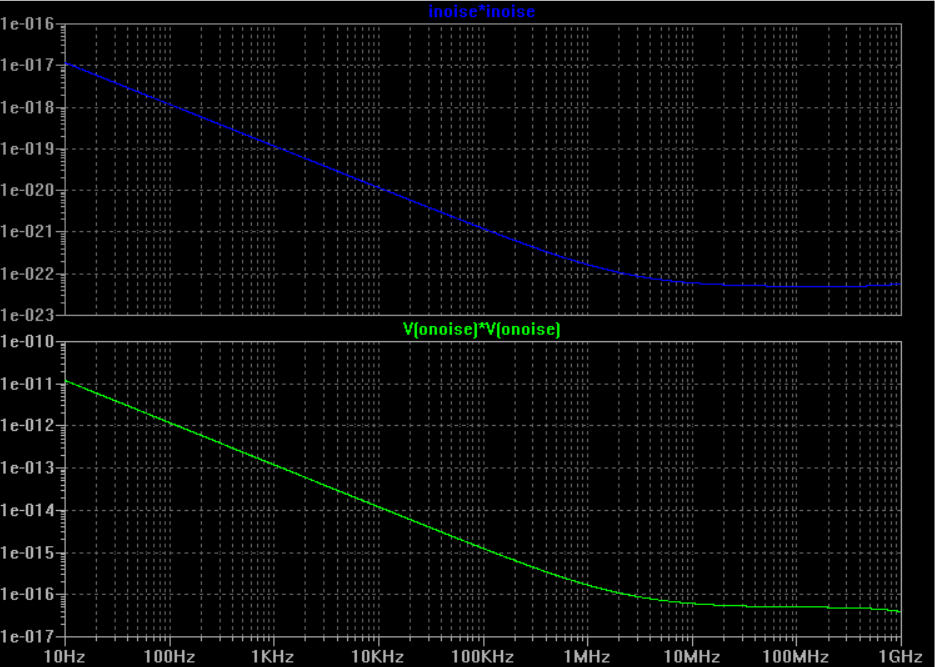 inoise*inoise
1e-016
1e-017
1e-018
1e-019
1e-020
1e-021
1e-022
1e-023
V(onoise)*V(onoise)
1e-010
1e-011
1e-012
1e-013
1e-014
1e-015
1e-016
1e-017
10Hz 100Hz 1KHz 10KHz 100KHz 1MHz 10MHz 100MHz 1GHz